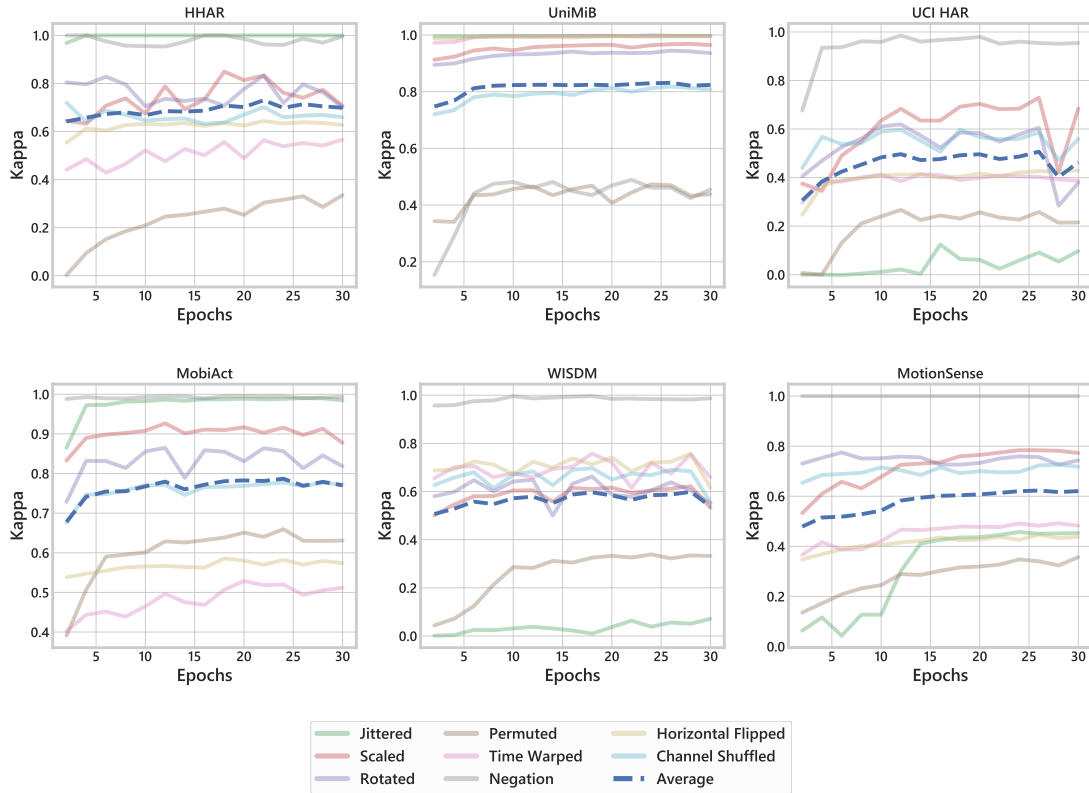 HHAR
UniMiB
UCI HAR
Kappa
1.0
0.8
0.6
0.4
0.2
0.0
5 10 15 20 25 30
Epochs
Kappa
1.0
0.8
0.6
0.4
0.2
5 10 15 20 25 30
Epochs
Kappa
1.0
0.8
0.6
0.4
0.2
0.0
5 10 15 20 25 30
Epochs
MobiAct
WISDM
MotionSense
Kappa
1.0
0.9
0.8
0.7
0.6
0.5
0.4
5 10 15 20 25 30
Epochs
Kappa
1.0
0.8
0.6
0.4
0.2
0.0
5 10 15 20 25 30
Epochs
Kappa
1.0
0.8
0.6
0.4
0.2
0.0
5 10 15 20 25 30
Epochs
Jittered Permuted Horizontal Flipped
Scaled Time Warped Channel Shuffled
Rotated Negation Average